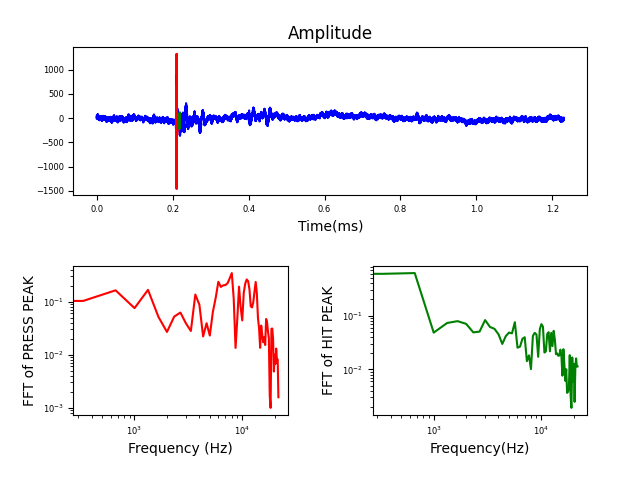 Amplitude
1000
500
0
−500
−1000
−1500
0.0 0.2 0.4 0.6 0.8 1.0 1.2
Time(ms)
FFT of PRESS PEAK
10⁻¹
10⁻²
10⁻³
10³ 10⁴
Frequency (Hz)
FFT of HIT PEAK
10⁻¹
10⁻²
10³ 10⁴
Frequency(Hz)